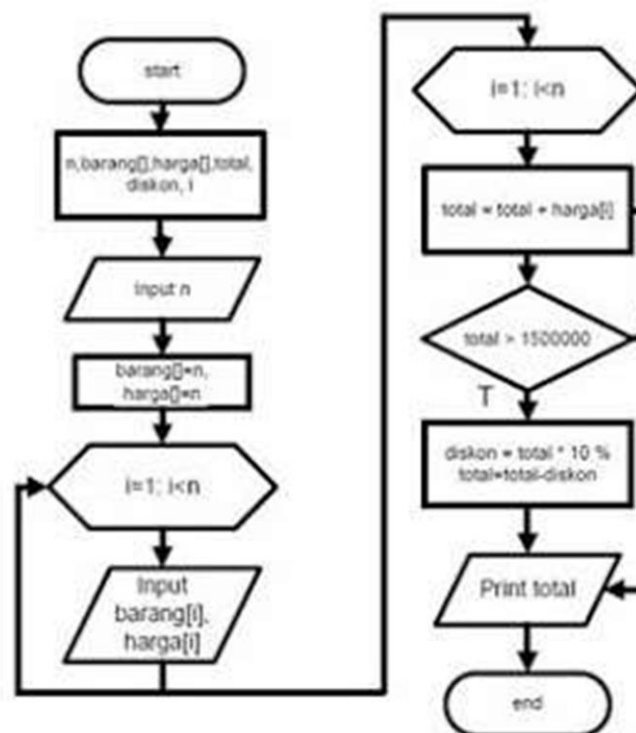 start
n,barang[],harga[],total,
diskon, i
Input n
barang[]=n,
harga[]=n
i=1; i<n
Input
barang[i],
harga[i]
i=1; i<n
total = total + harga[i]
total > 1500000
T
diskon = total * 10 %
total=total-diskon
Print total
end